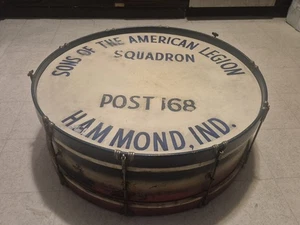 SONS OF THE AMERICAN LEGION
SQUADRON
POST 168
HAMMOND, IND.